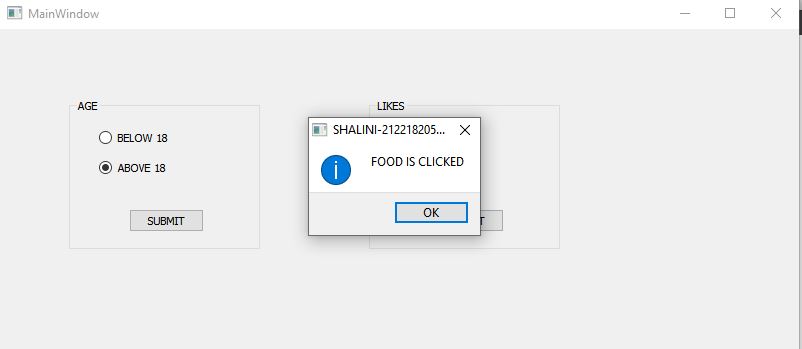 MainWindow
AGE
BELOW 18
ABOVE 18
SUBMIT
LIKES
SHALINI-212218205...
FOOD IS CLICKED
OK